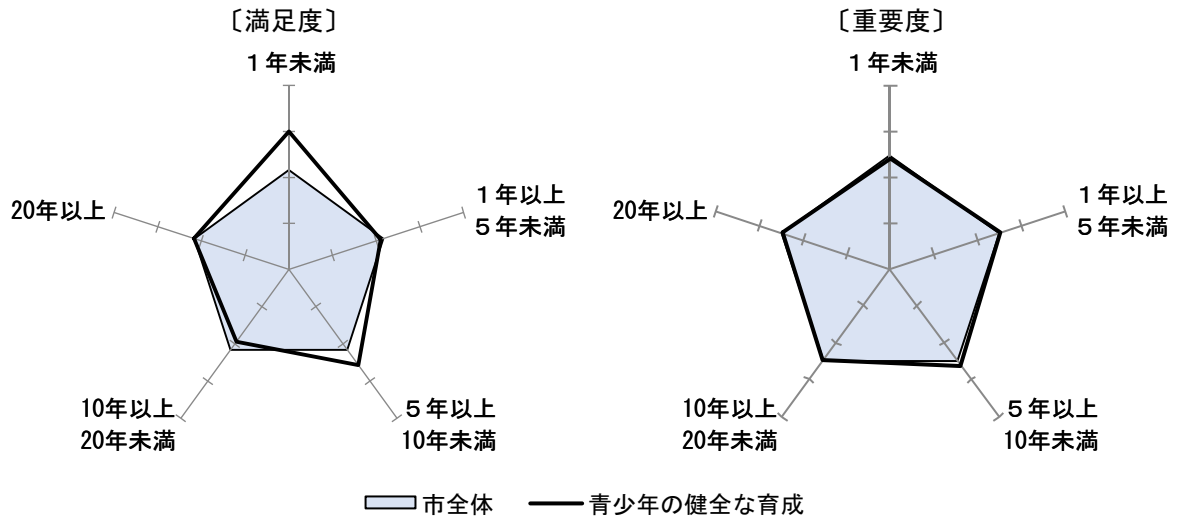 〔満足度〕
１年未満
１年以上
５年未満
５年以上
10年未満
10年以上
20年未満
20年以上
〔重要度〕
１年未満
１年以上
５年未満
５年以上
10年未満
10年以上
20年未満
20年以上
市全体
青少年の健全な育成